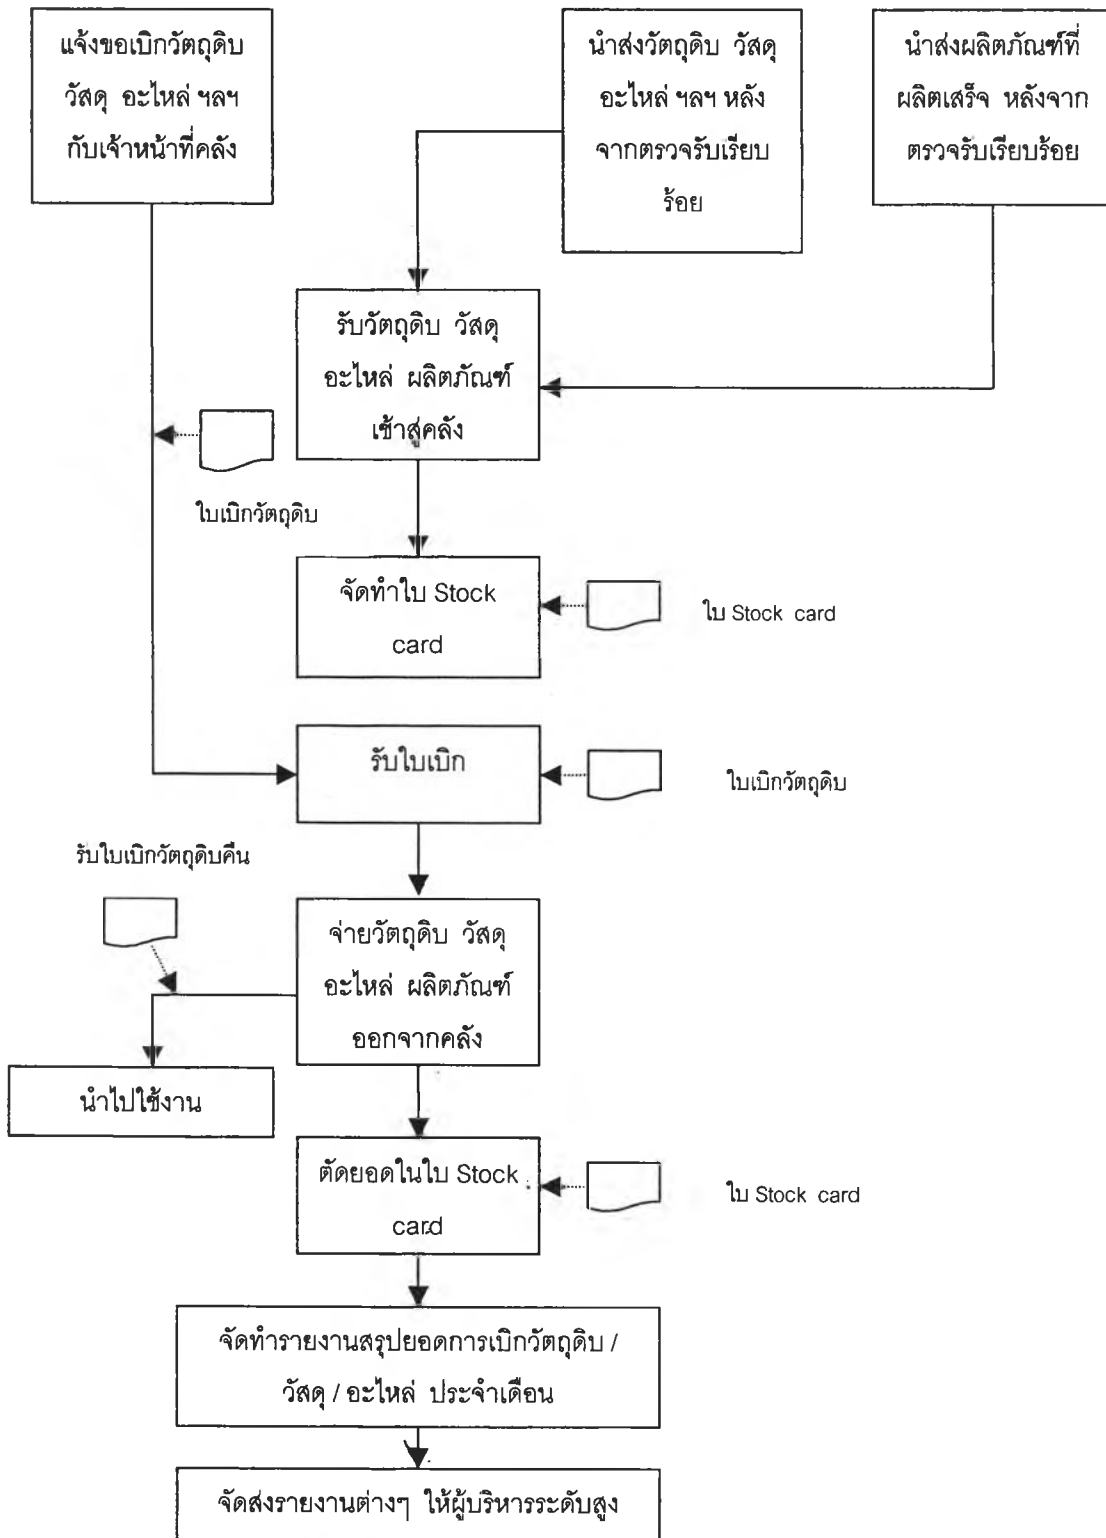 แจ้งขอเบิกวัตถุดิบ
วัสดุ อะไหล่ ฯลฯ
กับเจ้าหน้าที่คลัง
นำส่งวัตถุดิบ วัสดุ
อะไหล่ ฯลฯ หลัง
จากตรวจรับเรียบ
ร้อย
นำส่งผลิตภัณฑ์ที่
ผลิตเสร็จ หลังจาก
ตรวจรับเรียบร้อย
รับวัตถุดิบ วัสดุ
อะไหล่ ผลิตภัณฑ์
เข้าสู่คลัง
ใบเบิกวัตถุดิบ
จัดทำใบ Stock
card
ใบ Stock card
รับใบเบิก
ใบเบิกวัตถุดิบ
รับใบเบิกวัตถุดิบคืน
จ่ายวัตถุดิบ วัสดุ
อะไหล่ ผลิตภัณฑ์
ออกจากคลัง
นำไปใช้งาน
ตัดยอดในใบ Stock
card
ใบ Stock card
จัดทำรายงานสรุปยอดการเบิกวัตถุดิบ /
วัสดุ / อะไหล่ ประจำเดือน
จัดส่งรายงานต่างๆ ให้ผู้บริหารระดับสูง